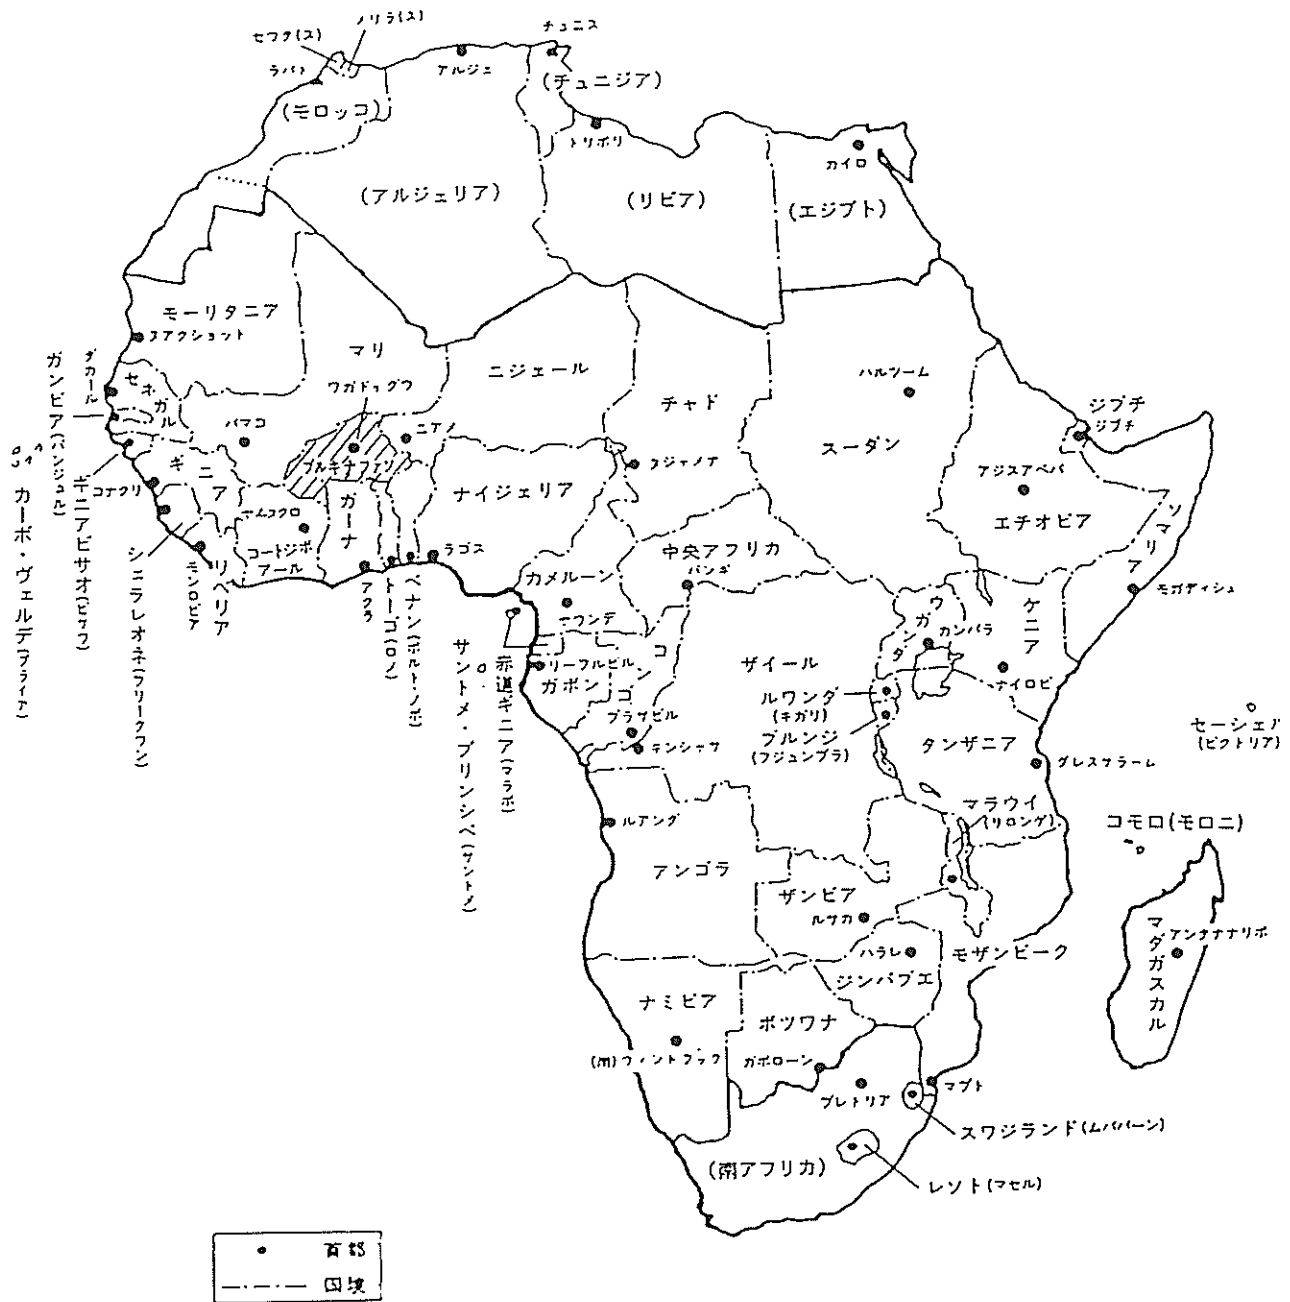 セウタ(ス)
メリラ(ス)
チュニス
ラバト
アルジェ
(チュニジア)
(モロッコ)
トリポリ
カイロ
(アルジェリア)
(リビア)
(エジプト)
モーリタニア
ヌアクショット
マリ
ニジェール
ダカール
セネガル
ワガドゥグウ
チャド
ハルツーム
ジブチ
ジブチ
ガンビア(バンジュル)
バマコ
ニアメ
スーダン
ブルキナファソ
ンジャメナ
アジスアベバ
ギニア
ナイジェリア
エチオピア
ソマリア
コナクリ
ガーナ
ヤムスクロ
コートジボアール
中央アフリカ
バンギ
ギニアビサオ(ビサウ)
カーボ・ヴェルデ(プライア)
シエラレオネ(フリータウン)
モンロビア
リベリア
アクラ
トーゴ(ロメ)
ベナン(ポルト・ノボ)
ラゴス
カメルーン
ヤウンデ
ウガンダ
カンパラ
ケニア
モガディシュ
サントメ・プリンシペ(サントメ)
赤道ギニア(マラボ)
リーブルビル
ガボン
コンゴ
ザイール
ナイロビ
ルワンダ
(キガリ)
ブラザビル
キンシャサ
ブルンジ
(ブジュンブラ)
タンザニア
セーシェル
(ビクトリア)
ダレスサラーム
マラウイ
(リロング)
コモロ(モロニ)
ルアンダ
アンゴラ
ザンビア
ルサカ
ハラレ
モザンビーク
マダガスカル
アンタナナリボ
ジンバブエ
ナミビア
ボツワナ
ウィントフック
ガボローン
プレトリア
マプト
スワジランド(ムババーン)
(南アフリカ)
レソト(マセル)
首都
国境